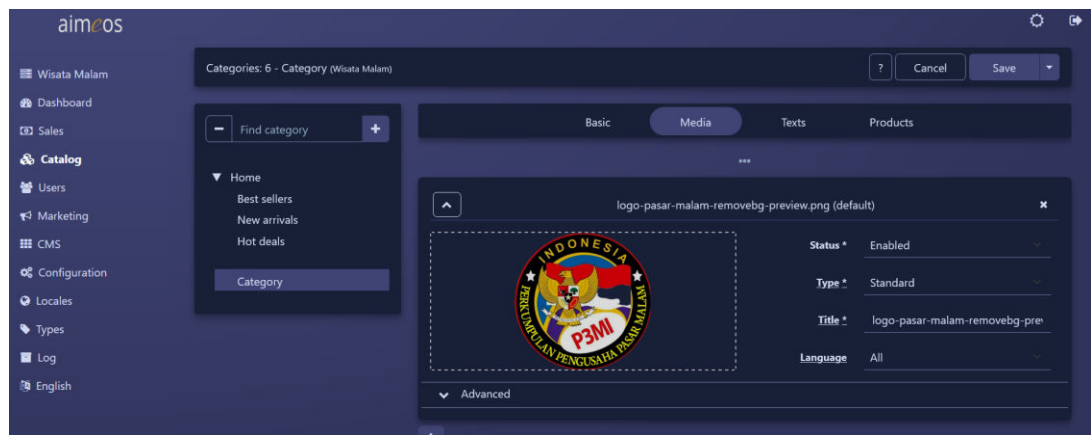 aimeos
Wisata Malam
Dashboard
Sales
Catalog
Users
Marketing
CMS
Configuration
Locales
Types
Log
English
Categories: 6 - Category (Wisata Malam)
? Cancel Save
Find category
Home
Best sellers
New arrivals
Hot deals
Category
Basic Media Texts Products
logo-pasar-malam-removebg-preview.png (default)
INDONESIA
PERKUMPULAN PENGUSAHA PASAR MALAM
P3MI
Status * Enabled
Type * Standard
Title * logo-pasar-malam-removebg-pre
Language All
Advanced